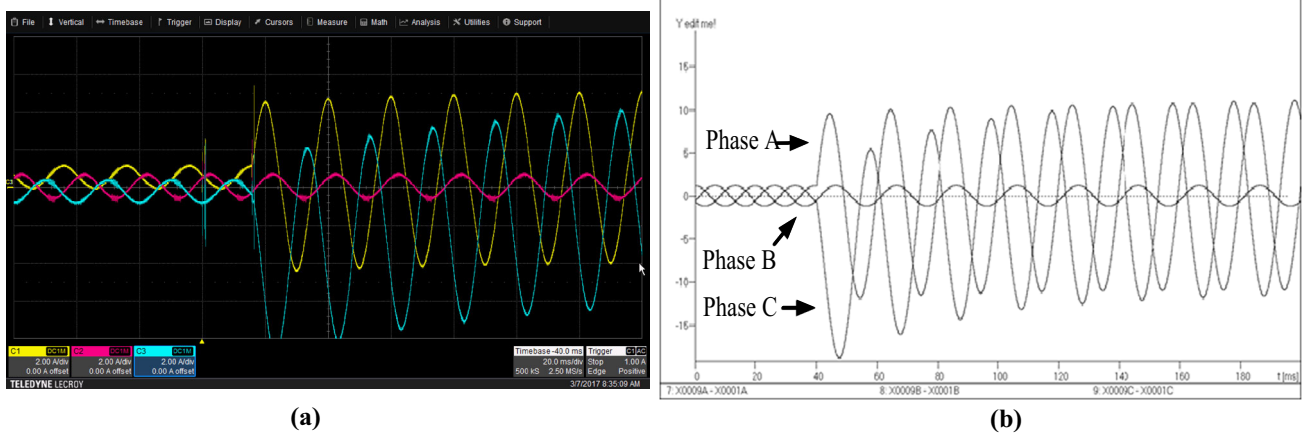 File Vertical Timebase Trigger Display Cursors Measure Math Analysis Utilities Support
C1 DC1M
2.00 A/div
0.00 A offset
C2 DC1M
2.00 A/div
0.00 A offset
C3 DC1M
2.00 A/div
0.00 A offset
Timebase -40.0 ms
20.0 ms/div
500 kS 2.50 MS/s
Trigger C1 AC
Stop 1.00 A
Edge Positive
TELEDYNE LECROY
3/7/2017 8:35:09 AM
(a)
Y edit me!
15
10
5
0
-5
-10
-15
Phase A
Phase B
Phase C
0 20 40 60 80 100 120 140 160 180 t [ms]
7: X0009A - X0001A
8: X0009B - X0001B
9: X0009C - X0001C
(b)